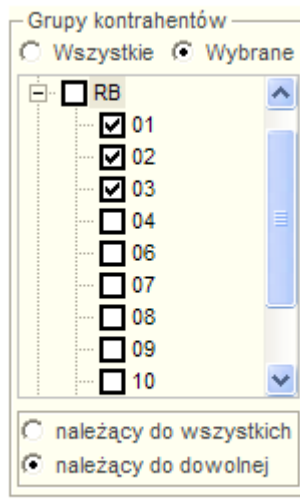 Grupy kontrahentów
Wszystkie Wybrane
RB
01
02
03
04
06
07
08
09
10
należący do wszystkich
należący do dowolnej